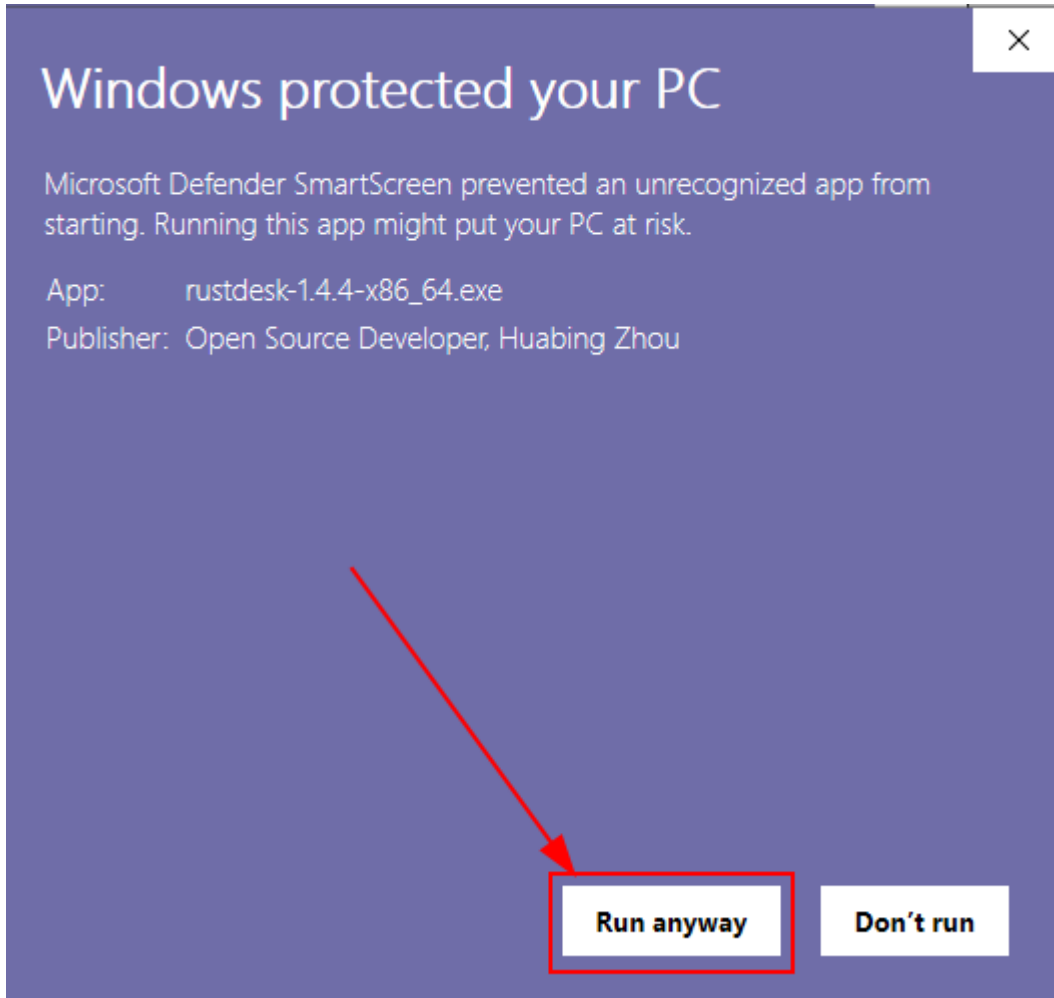 Windows protected your PC
Microsoft Defender SmartScreen prevented an unrecognized app from
starting. Running this app might put your PC at risk.
App: rustdesk-1.4.4-x86_64.exe
Publisher: Open Source Developer, Huabing Zhou
Run anyway Don’t run